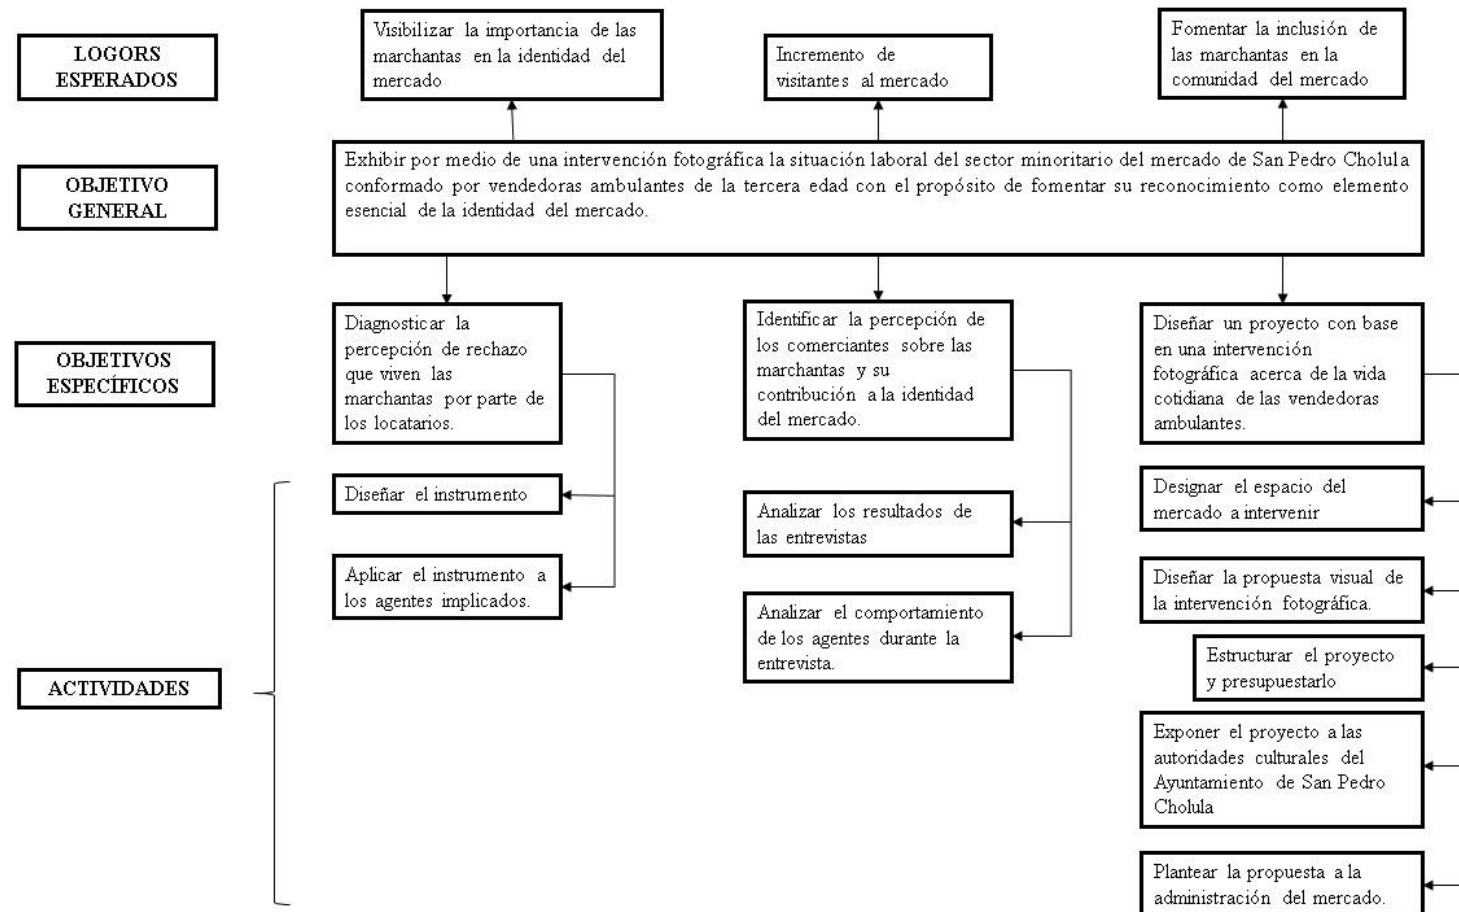 LOGORS
ESPERADOS
Visibilizar la importancia de las
marchantas en la identidad del
mercado
Incremento de
visitantes al mercado
Fomentar la inclusión de
las marchantas en la
comunidad del mercado
OBJETIVO
GENERAL
Exhibir por medio de una intervención fotográfica la situación laboral del sector minoritario del mercado de San Pedro Cholula
conformado por vendedoras ambulantes de la tercera edad con el propósito de fomentar su reconocimiento como elemento
esencial de la identidad del mercado.
OBJETIVOS
ESPECÍFICOS
Diagnosticar la
percepción de rechazo
que viven las
marchantas por parte de
los locatarios.
Identificar la percepción de
los comerciantes sobre las
marchantas y su
contribución a la identidad
del mercado.
Diseñar un proyecto con base
en una intervención
fotográfica acerca de la vida
cotidiana de las vendedoras
ambulantes.
ACTIVIDADES
Diseñar el instrumento
Aplicar el instrumento a
los agentes implicados.
Analizar los resultados de
las entrevistas
Analizar el comportamiento
de los agentes durante la
entrevista.
Designar el espacio del
mercado a intervenir
Diseñar la propuesta visual de
la intervención fotográfica.
Estructurar el proyecto
y presupuestarlo
Exponer el proyecto a las
autoridades culturales del
Ayuntamiento de San Pedro
Cholula
Plantear la propuesta a la
administración del mercado.